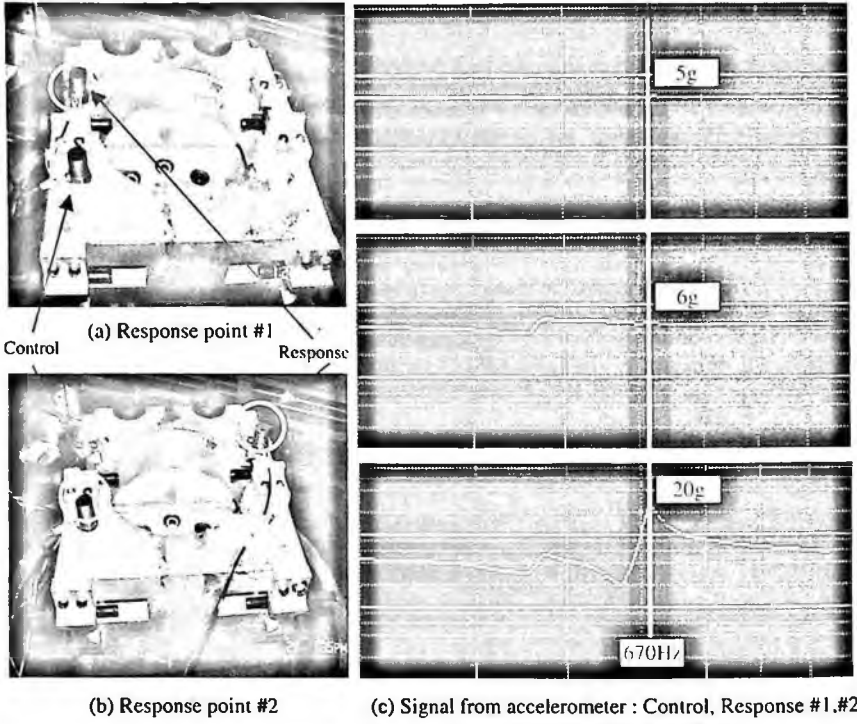 5g
(a) Response point #1
Control
Response
6g
20g
670Hz
(b) Response point #2
(c) Signal from accelerometer : Control, Response #1,#2